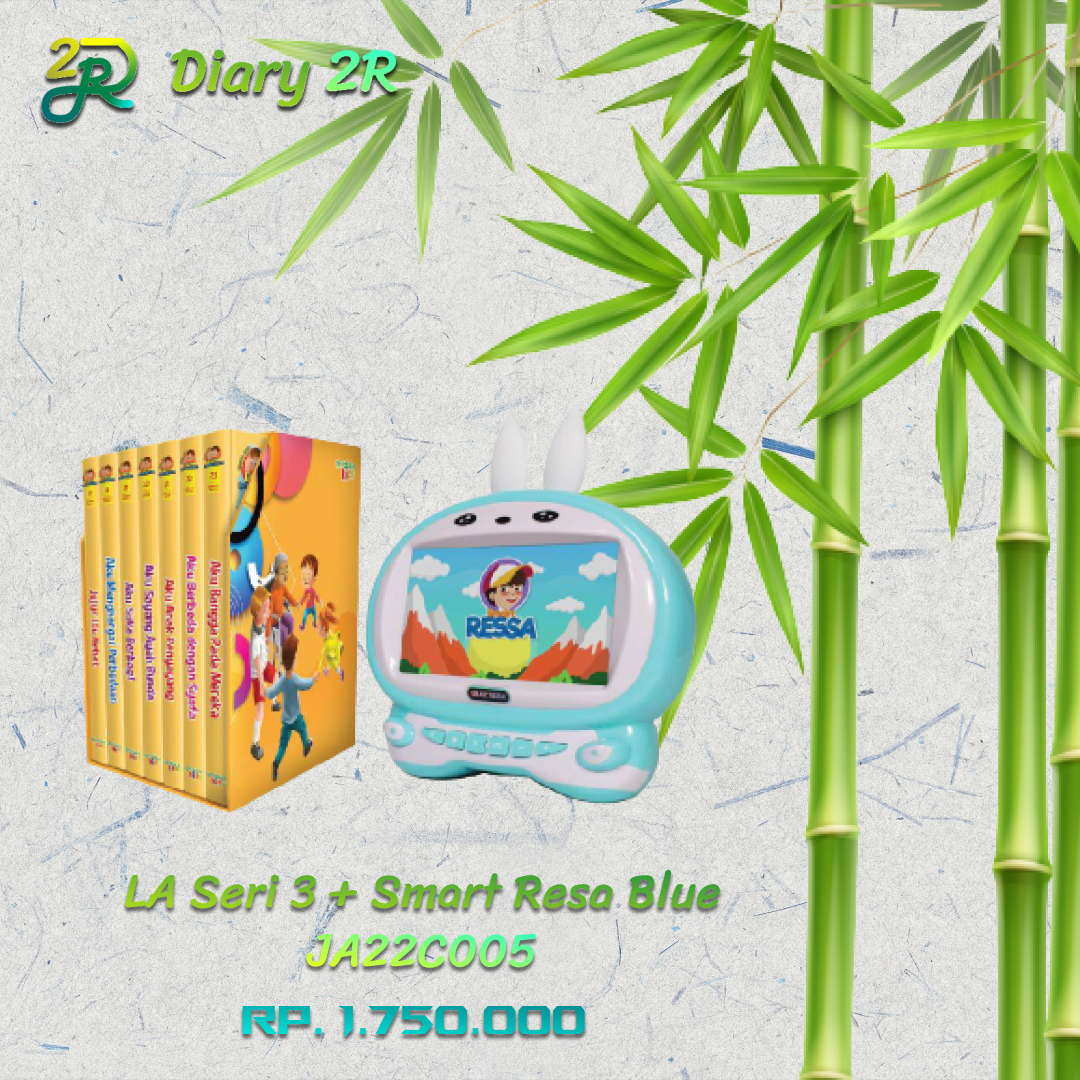 2R Diary 2R
Jujur Itu Hebat
Aku Menghargai Perbedaan
Aku Suka Berbagi
Aku Sayang Ayah Bunda
Aku Anak Penyayang
Aku Berbeda dengan Syafa
Aku Bangga Pada Mereka
RESSA
LA Seri 3 + Smart Resa Blue
JA22C005
RP. 1.750.000